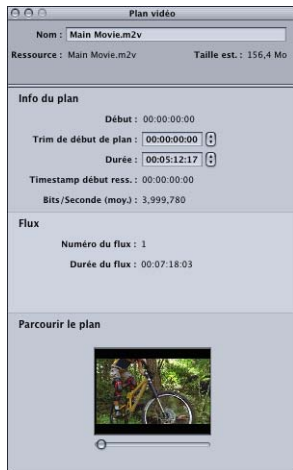 Plan vidéo
Nom : Main Movie.m2v
Ressource : Main Movie.m2v Taille est. : 156,4 Mo
Info du plan
Début : 00:00:00:00
Trim de début de plan : 00:00:00:00
Durée : 00:05:12:17
Timestamp début ress. : 00:00:00:00
Bits/Seconde (moy.) : 3,999,780
Flux
Numéro du flux : 1
Durée du flux : 00:07:18:03
Parcourir le plan